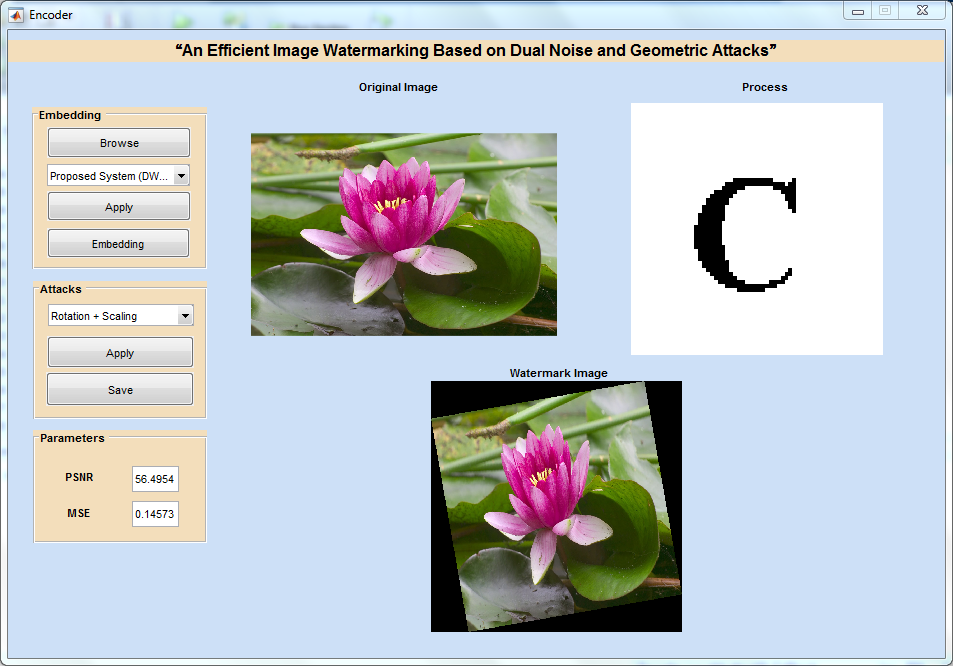 Encoder
“An Efficient Image Watermarking Based on Dual Noise and Geometric Attacks”
Original Image
Process
Embedding
Browse
Proposed System (DW...
Apply
Embedding
Attacks
Rotation + Scaling
Apply
Save
Parameters
PSNR 56.4954
MSE 0.14573
C
Watermark Image